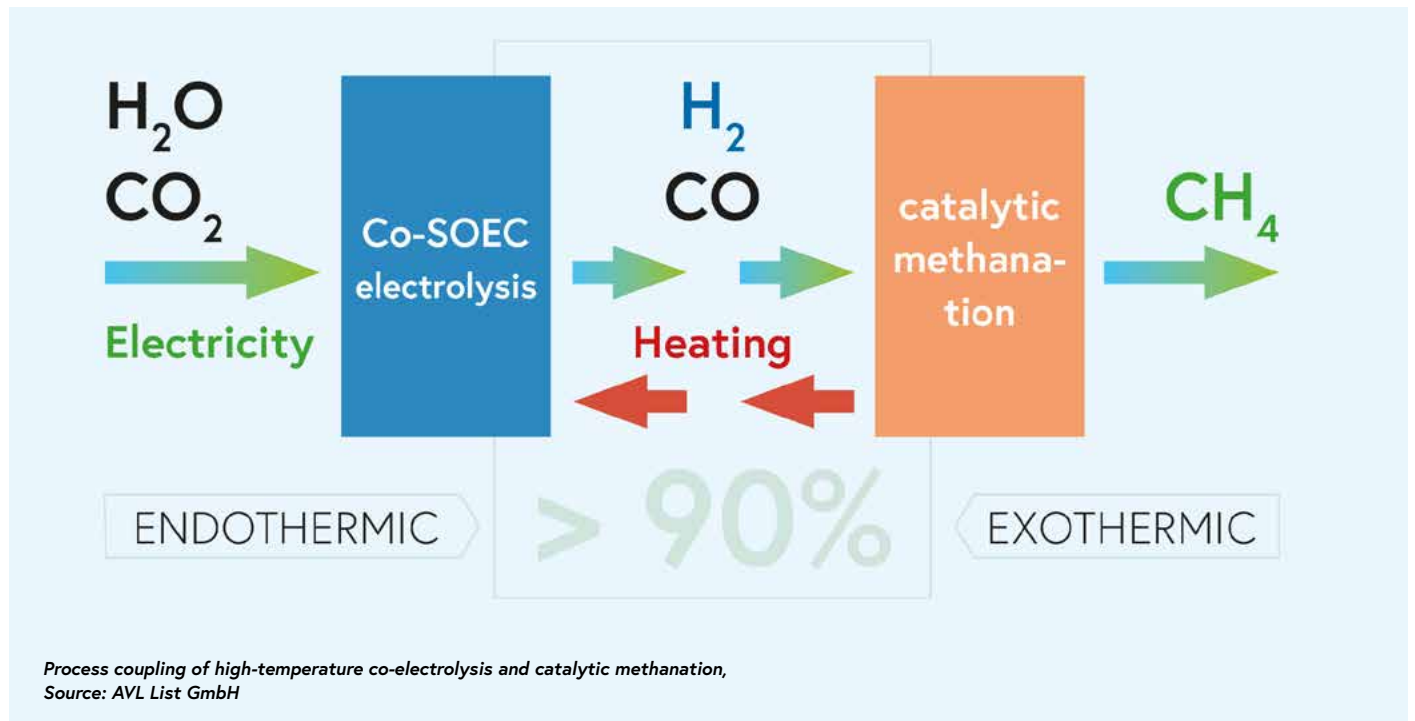 H₂O
CO₂
Electricity
Co-SOEC
electrolysis
H₂
CO
Heating
catalytic
methana-
tion
CH₄
ENDOTHERMIC
> 90%
EXOTHERMIC
Process coupling of high-temperature co-electrolysis and catalytic methanation,
Source: AVL List GmbH